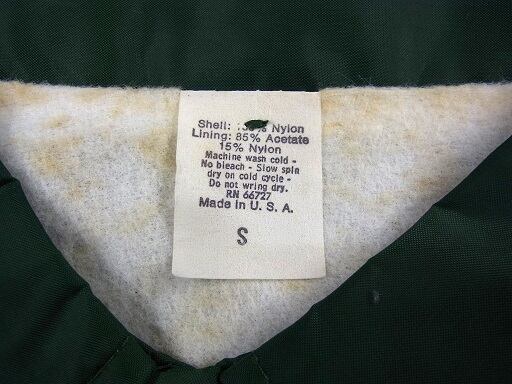 Shell: % Nylon
Lining: 85% Acetate
15% Nylon
Machine wash cold -
No bleach - Slow spin
dry on cold cycle -
Do not wring dry.
RN 66727
Made in U. S. A.
S